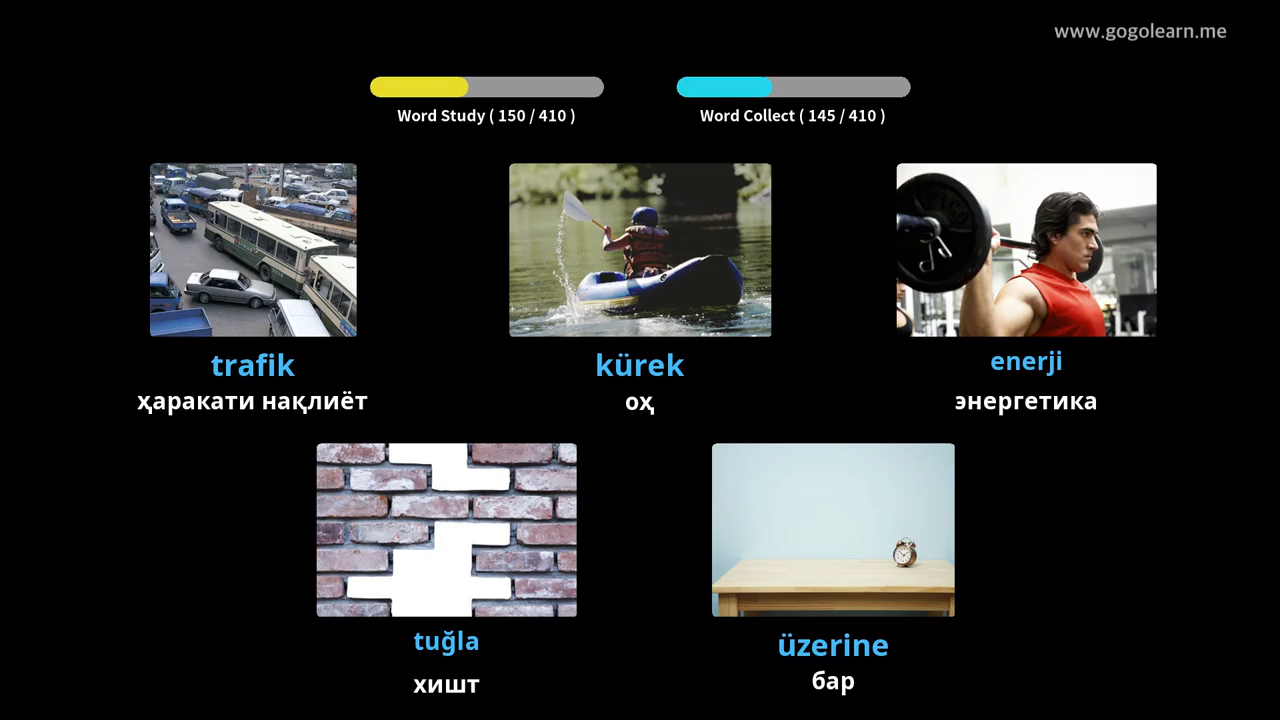 www.gogolearn.me
Word Study ( 150 / 410 )
Word Collect ( 145 / 410 )
trafik
ҳаракати нақлиёт
kürek
оҳ
enerji
энергетика
tuğla
хишт
üzerine
бар